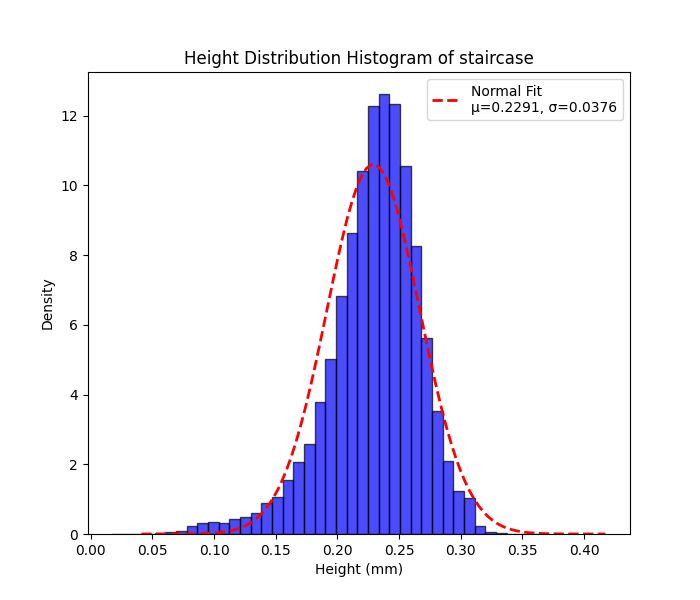 Height Distribution Histogram of staircase
Normal Fit
μ=0.2291, σ=0.0376
12
10
8
6
4
2
0
Density
0.00 0.05 0.10 0.15 0.20 0.25 0.30 0.35 0.40
Height (mm)